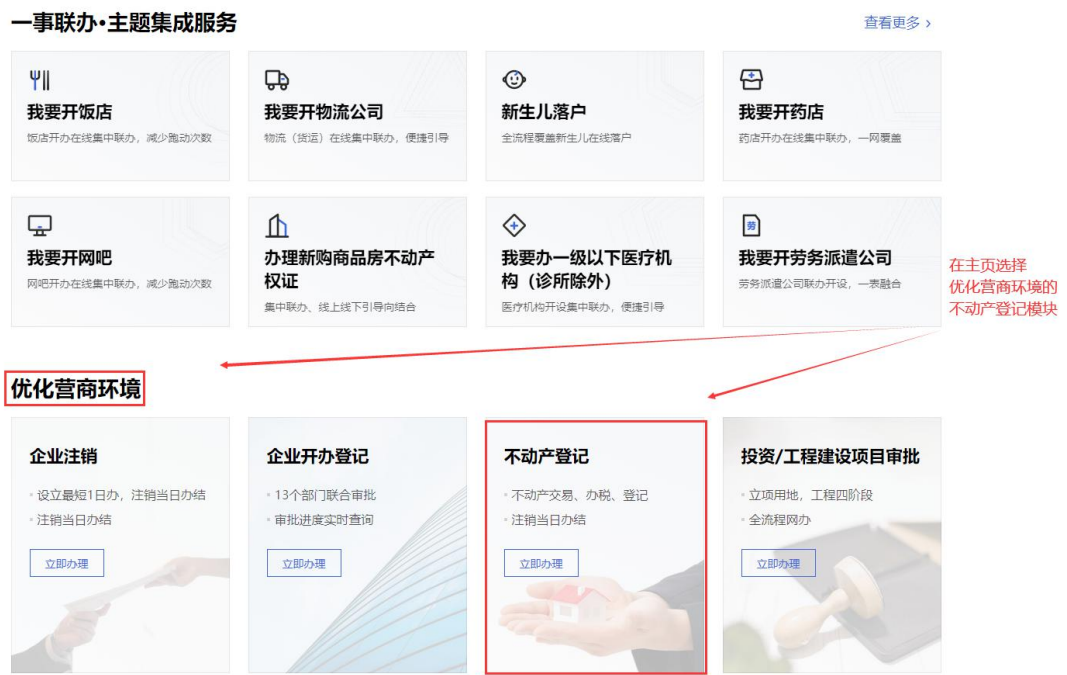 一事联办·主题集成服务
查看更多 ›
我要开饭店
饭店开办在线集中联办，减少跑动次数
我要开物流公司
物流（货运）在线集中联办，便捷引导
新生儿落户
全流程覆盖新生儿在线落户
我要开药店
药店开办在线集中联办，一网覆盖
我要开网吧
网吧开办在线集中联办，减少跑动次数
办理新购商品房不动产
权证
集中联办、线上线下引导向结合
我要办一级以下医疗机
构（诊所除外）
医疗机构开设集中联办，便捷引导
劳
我要开劳务派遣公司
劳务派遣公司联办开设，一表融合
在主页选择
优化营商环境的
不动产登记模块
优化营商环境
企业注销
设立最短1日办，注销当日办结
注销当日办结
立即办理
企业开办登记
13个部门联合审批
审批进度实时查询
立即办理
不动产登记
不动产交易、办税、登记
注销当日办结
立即办理
投资/工程建设项目审批
立项用地，工程四阶段
全流程网办
立即办理